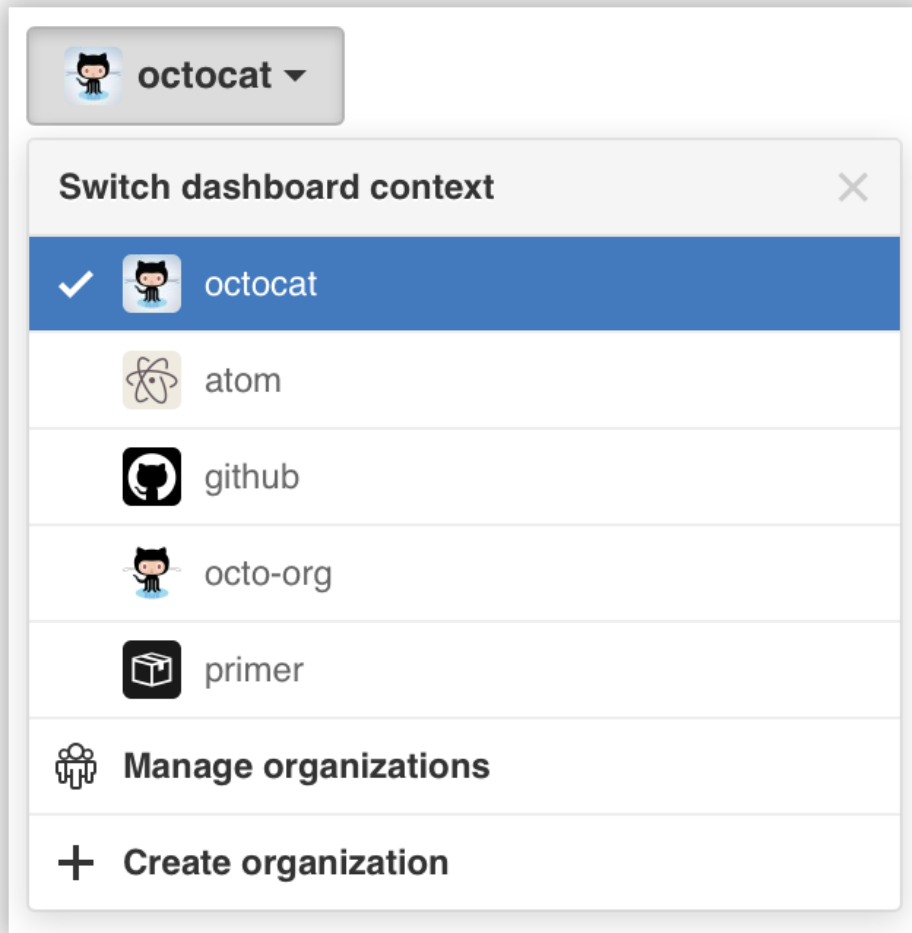 octocat
Switch dashboard context
octocat
atom
github
octo-org
primer
Manage organizations
Create organization